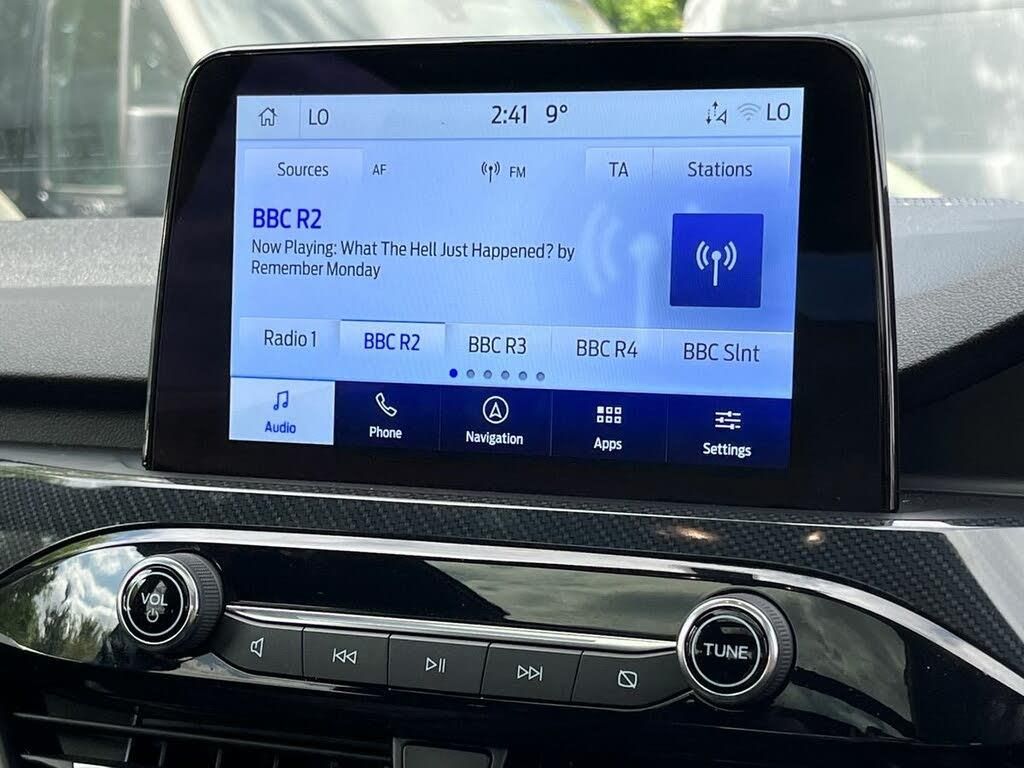 LO 2:41 9° LO
Sources AF FM TA Stations
BBC R2
Now Playing: What The Hell Just Happened? by
Remember Monday
Radio 1 BBC R2 BBC R3 BBC R4 BBC Slnt
Audio Phone Navigation Apps Settings
VOL
TUNE